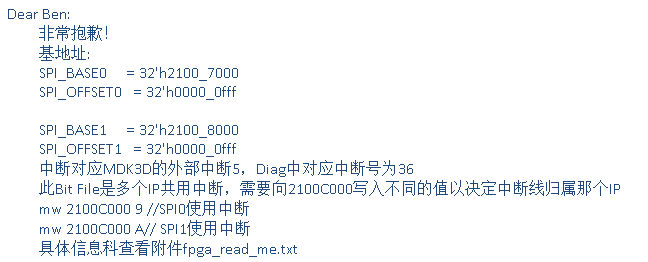 Dear Ben:
非常抱歉！
基地址:
SPI_BASE0 = 32'h2100_7000
SPI_OFFSET0 = 32'h0000_0fff
SPI_BASE1 = 32'h2100_8000
SPI_OFFSET1 = 32'h0000_0fff
中断对应MDK3D的外部中断5，Diag中对应中断号为36
此Bit File是多个IP共用中断，需要向2100C000写入不同的值以决定中断线归属那个IP
mw 2100C000 9 //SPI0使用中断
mw 2100C000 A// SPI1使用中断
具体信息科查看附件fpga_read_me.txt